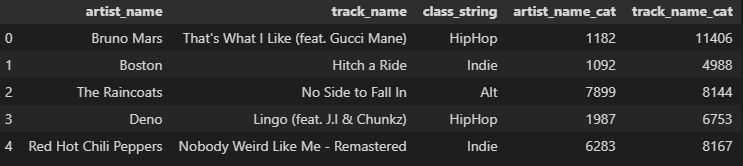 artist_name track_name class_string artist_name_cat track_name_cat
0 Bruno Mars That's What I Like (feat. Gucci Mane) HipHop 1182 11406
1 Boston Hitch a Ride Indie 1092 4988
2 The Raincoats No Side to Fall In Alt 7899 8144
3 Deno Lingo (feat. J.I & Chunkz) HipHop 1987 6753
4 Red Hot Chili Peppers Nobody Weird Like Me - Remastered Indie 6283 8167